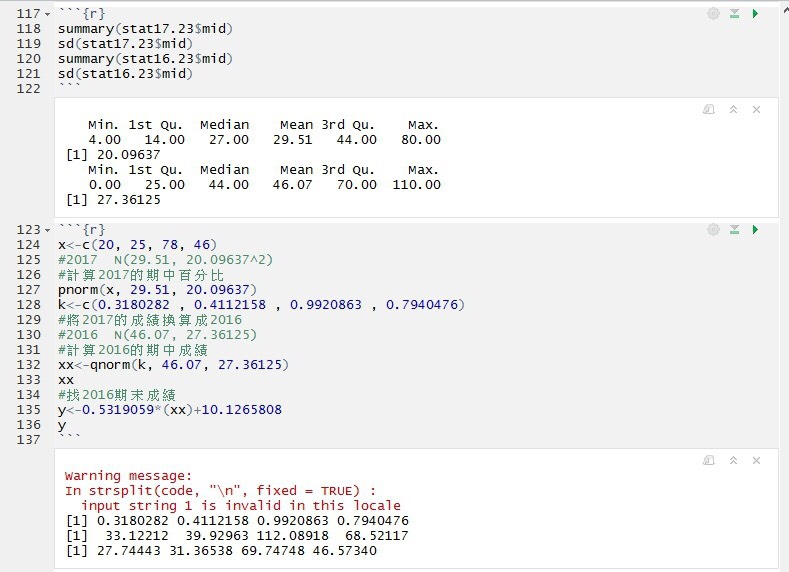 117 ```{r}
118 summary(stat17.23$mid)
119 sd(stat17.23$mid)
120 summary(stat16.23$mid)
121 sd(stat16.23$mid)
122 ```
Min. 1st Qu. Median Mean 3rd Qu. Max.
4.00 14.00 27.00 29.51 44.00 80.00
[1] 20.09637
Min. 1st Qu. Median Mean 3rd Qu. Max.
0.00 25.00 44.00 46.07 70.00 110.00
[1] 27.36125
123 ```{r}
124 x<-c(20, 25, 78, 46)
125 #2017 N(29.51, 20.09637^2)
126 #計算2017的期中百分比
127 pnorm(x, 29.51, 20.09637)
128 k<-c(0.3180282 , 0.4112158 , 0.9920863 , 0.7940476)
129 #將2017的成績換算成2016
130 #2016 N(46.07, 27.36125)
131 #計算2016的期中成績
132 xx<-qnorm(k, 46.07, 27.36125)
133 xx
134 #找2016期末成績
135 y<-0.5319059*(xx)+10.1265808
136 y
137 ```
Warning message:
In strsplit(code, "\n", fixed = TRUE) :
input string 1 is invalid in this locale
[1] 0.3180282 0.4112158 0.9920863 0.7940476
[1] 33.12212 39.92963 112.08918 68.52117
[1] 27.74443 31.36538 69.74748 46.57340